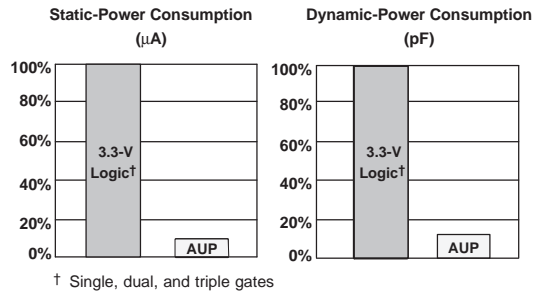 Static-Power Consumption
(μA)
100%
80%
60%
40%
20%
0%
3.3-V
Logic†
AUP
Dynamic-Power Consumption
(pF)
100%
80%
60%
40%
20%
0%
3.3-V
Logic†
AUP
† Single, dual, and triple gates